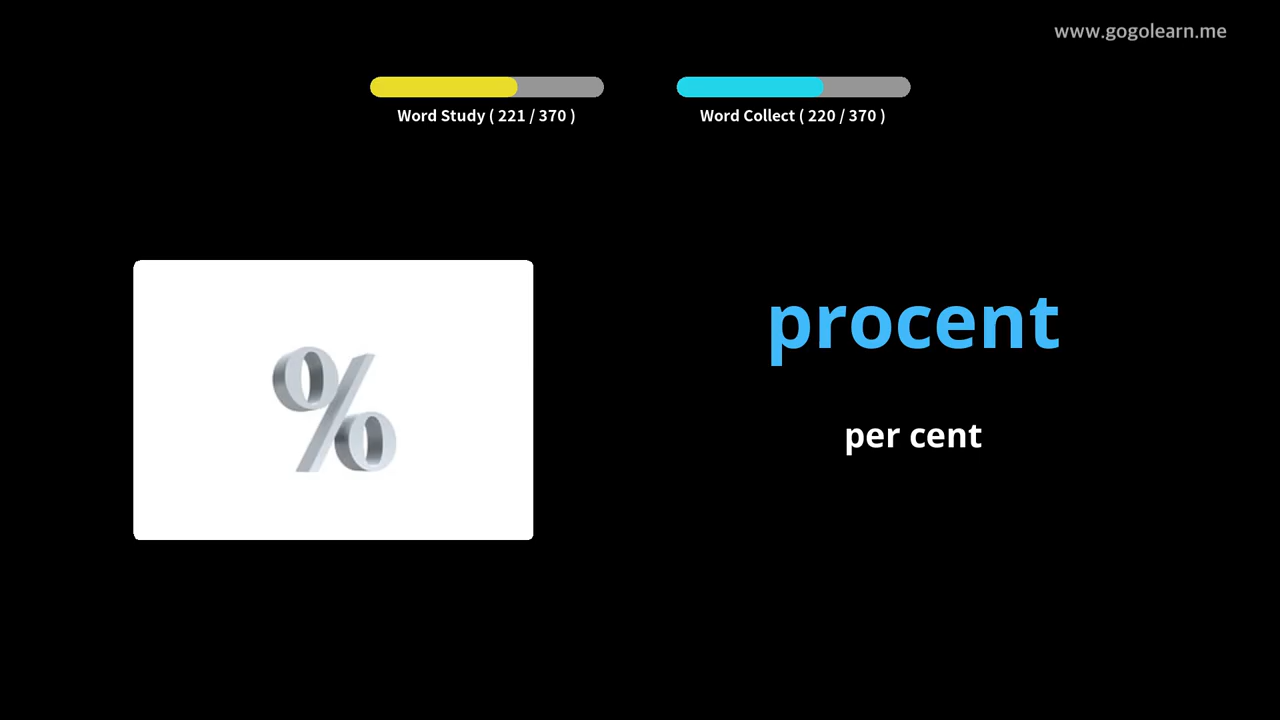 www.gogolearn.me
Word Study ( 221 / 370 )
Word Collect ( 220 / 370 )
%
procent
per cent